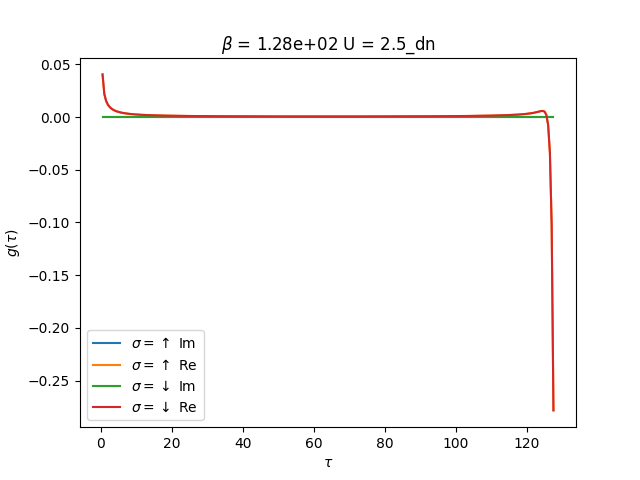 β = 1.28e+02 U = 2.5_dn
0.05
0.00
−0.05
−0.10
−0.15
−0.20
−0.25
g(τ)
σ = ↑ Im
σ = ↑ Re
σ = ↓ Im
σ = ↓ Re
0 20 40 60 80 100 120
τ